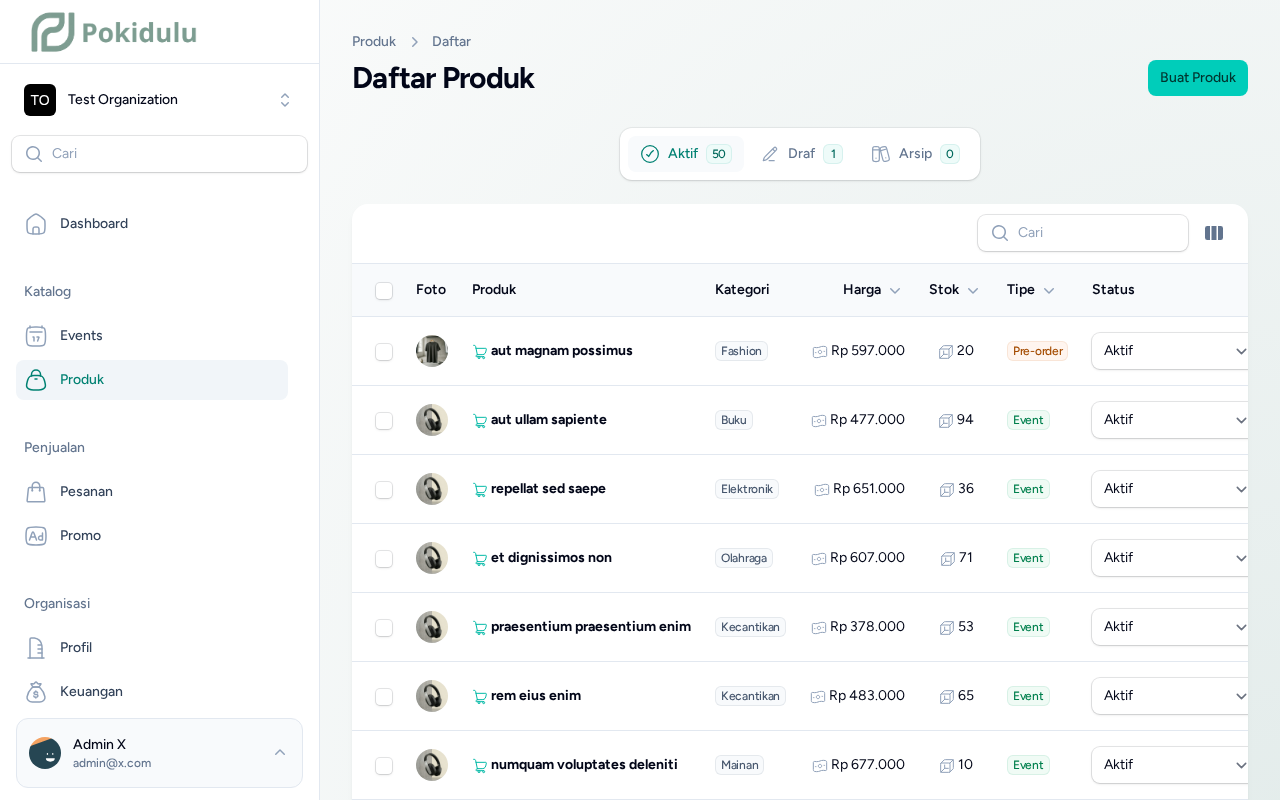 Pokidulu
TO Test Organization
Cari
Dashboard
Katalog
Events
Produk
Penjualan
Pesanan
Promo
Organisasi
Profil
Keuangan
Admin X
admin@x.com
Produk Daftar
Daftar Produk
Buat Produk
Aktif 50 Draf 1 Arsip 0
Cari
Foto Produk Kategori Harga Stok Tipe Status
aut magnam possimus Fashion Rp 597.000 20 Pre-order Aktif
aut ullam sapiente Buku Rp 477.000 94 Event Aktif
repellat sed saepe Elektronik Rp 651.000 36 Event Aktif
et dignissimos non Olahraga Rp 607.000 71 Event Aktif
praesentium praesentium enim Kecantikan Rp 378.000 53 Event Aktif
rem eius enim Kecantikan Rp 483.000 65 Event Aktif
numquam voluptates deleniti Mainan Rp 677.000 10 Event Aktif